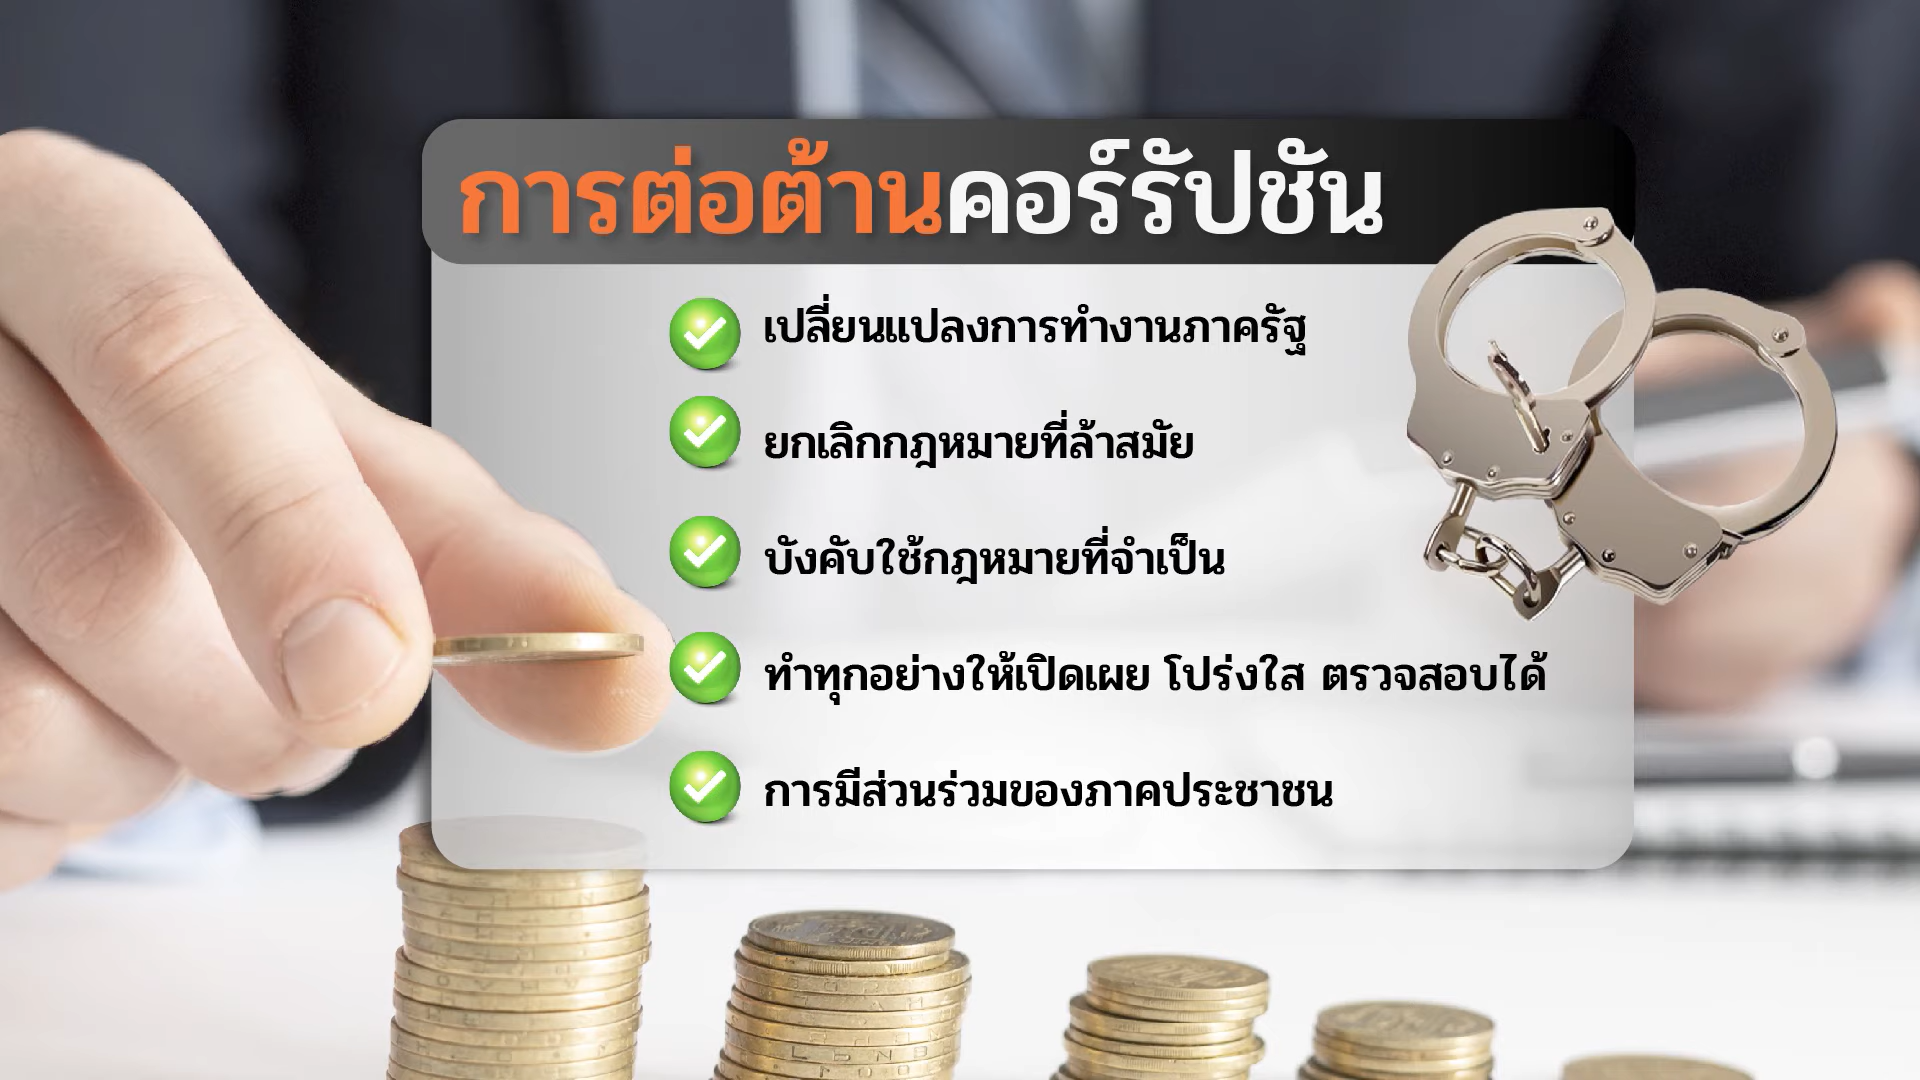 การต่อต้านคอร์รัปชัน
เปลี่ยนแปลงการทำงานภาครัฐ
ยกเลิกกฎหมายที่ล้าสมัย
บังคับใช้กฎหมายที่จำเป็น
ทำทุกอย่างให้เปิดเผย โปร่งใส ตรวจสอบได้
การมีส่วนร่วมของภาคประชาชน